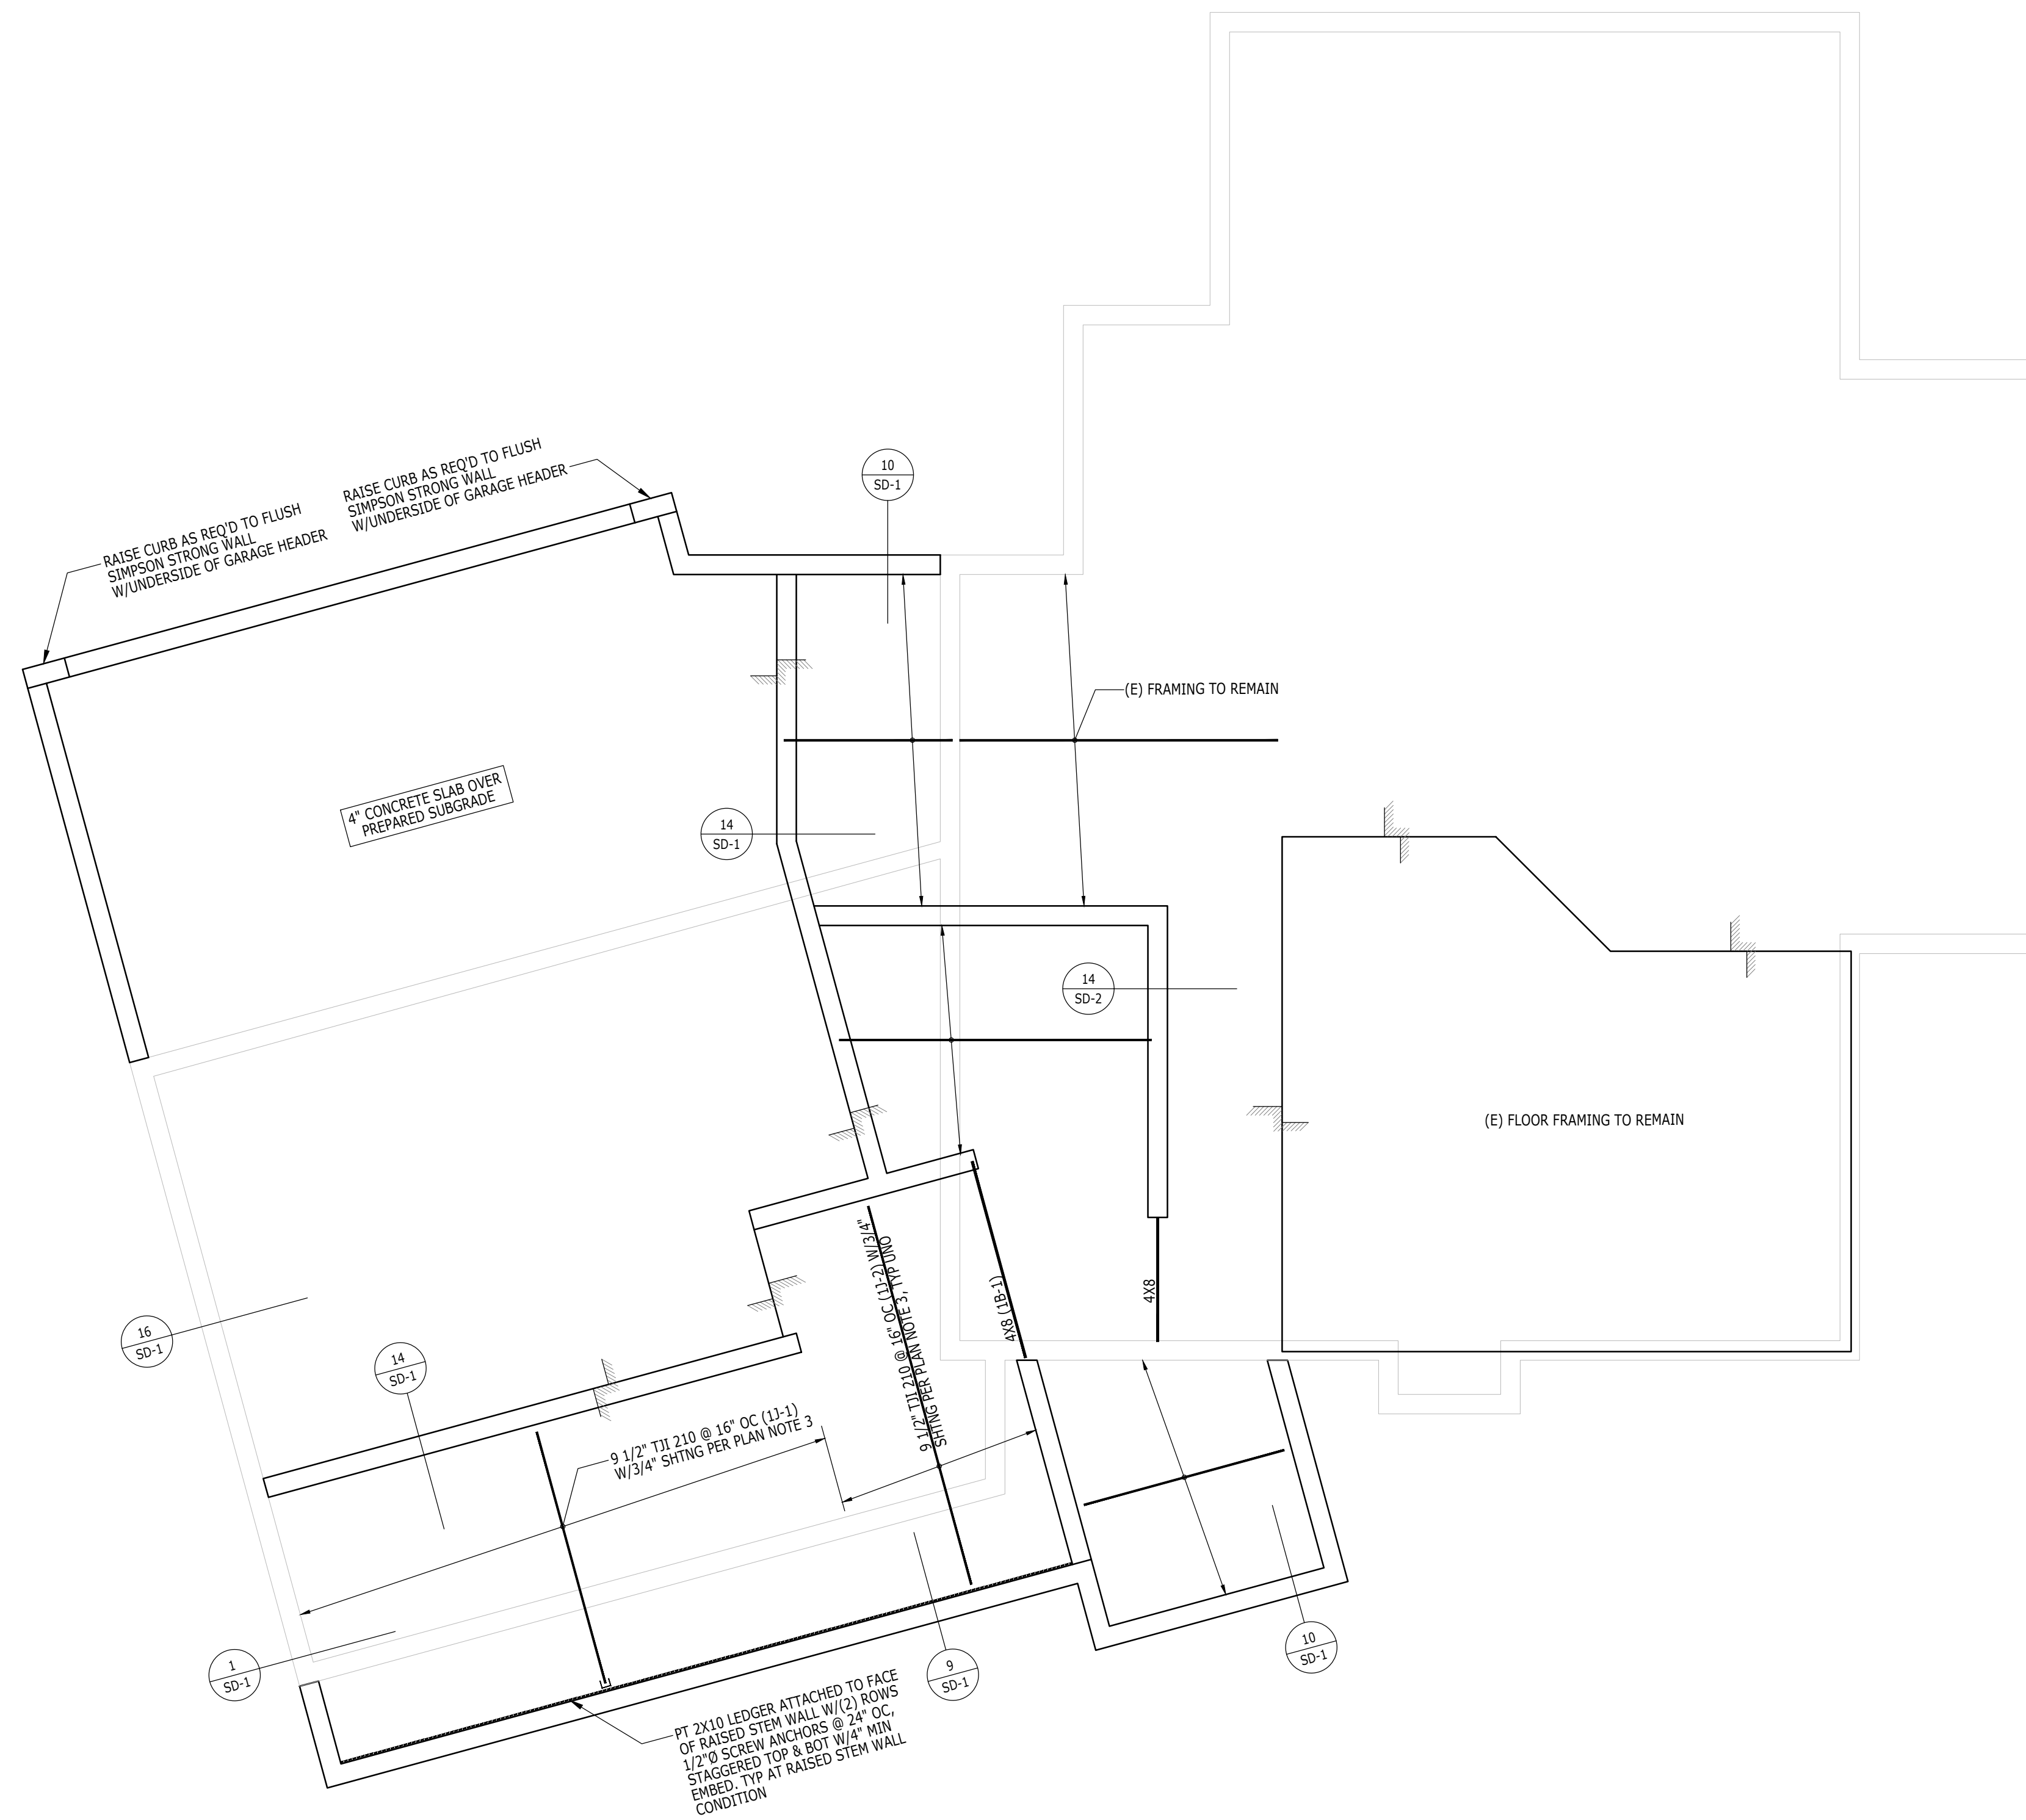 RAISE CURB AS REQ'D TO FLUSH
SIMPSON STRONG WALL
W/UNDERSIDE OF GARAGE HEADER
RAISE CURB AS REQ'D TO FLUSH
SIMPSON STRONG WALL
W/UNDERSIDE OF GARAGE HEADER
10
SD-1
(E) FRAMING TO REMAIN
4" CONCRETE SLAB OVER
PREPARED SUBGRADE
14
SD-1
14
SD-2
(E) FLOOR FRAMING TO REMAIN
9 1/2" TJI 210 @ 16" OC (1J-2) W/3/4"
SHTNG PER PLAN NOTE 3, TYP UNO
4X8 (1B-1)
4X8
16
SD-1
14
SD-1
9 1/2" TJI 210 @ 16" OC (1J-1)
W/3/4" SHTNG PER PLAN NOTE 3
1
SD-1
9
SD-1
10
SD-1
PT 2X10 LEDGER ATTACHED TO FACE
OF RAISED STEM WALL W/(2) ROWS
1/2"Ø SCREW ANCHORS @ 24" OC,
STAGGERED TOP & BOT W/4" MIN
EMBED. TYP AT RAISED STEM WALL
CONDITION